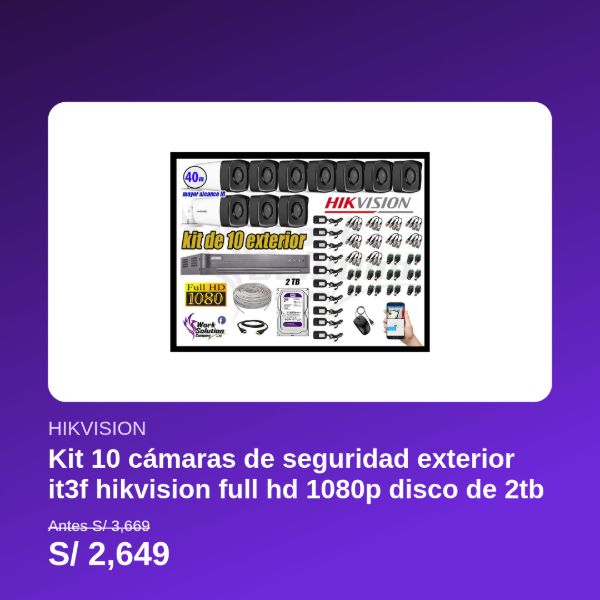 40m
mayor alcance IR
HIKVISION
kit de 10 exterior
Full HD
1080
2 TB
Work
Solution
Company
HIKVISION
Kit 10 cámaras de seguridad exterior
it3f hikvision full hd 1080p disco de 2tb
Antes S/ 3,669
S/ 2,649